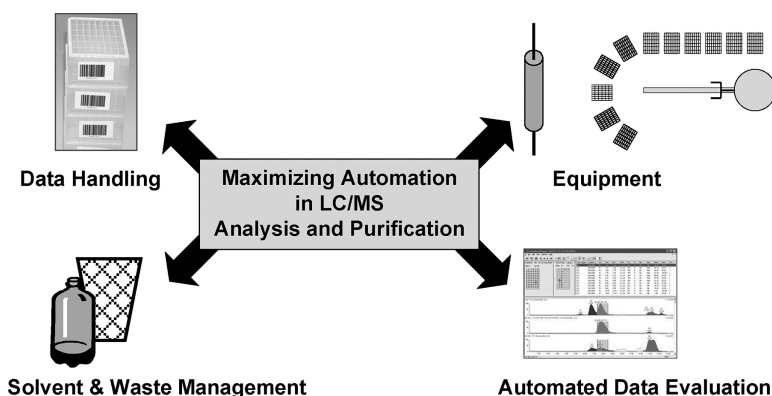 Data Handling
Maximizing Automation
in LC/MS
Analysis and Purification
Equipment
Solvent & Waste Management
Automated Data Evaluation